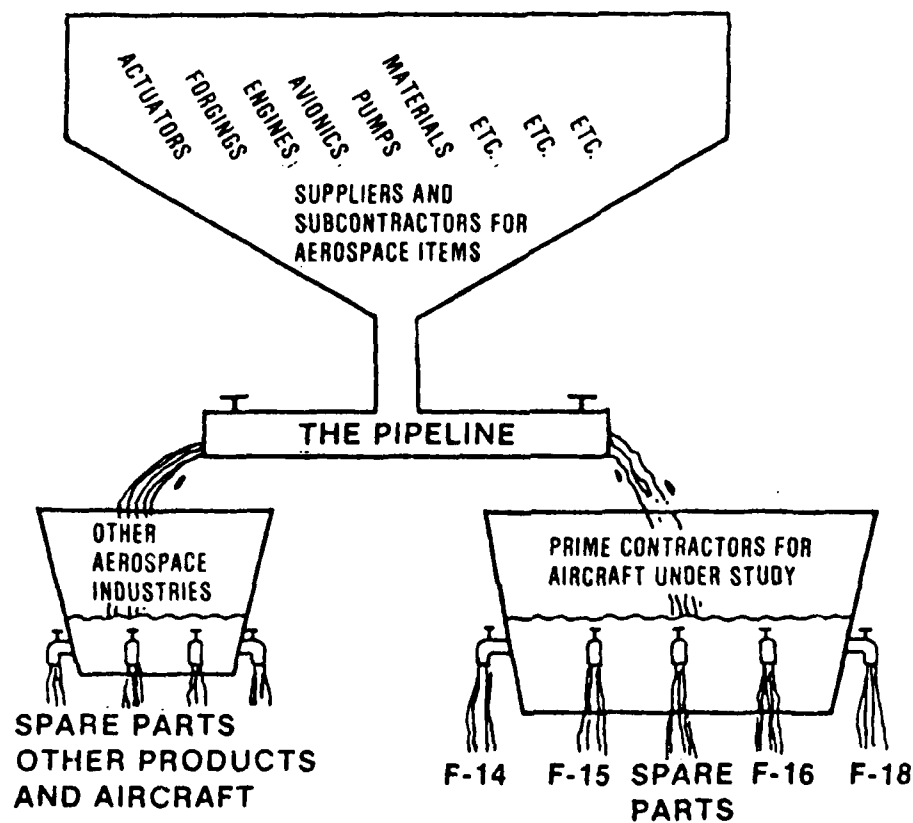 ACTUATORS
FORGINGS
ENGINES,
AVIONICS,
PUMPS
MATERIALS
ETC.,
ETC.
ETC.
SUPPLIERS AND
SUBCONTRACTORS FOR
AEROSPACE ITEMS
THE PIPELINE
OTHER
AEROSPACE
INDUSTRIES
PRIME CONTRACTORS FOR
AIRCRAFT UNDER STUDY
SPARE PARTS
OTHER PRODUCTS
AND AIRCRAFT
F-14 F-15 SPARE F-16 F-18
PARTS